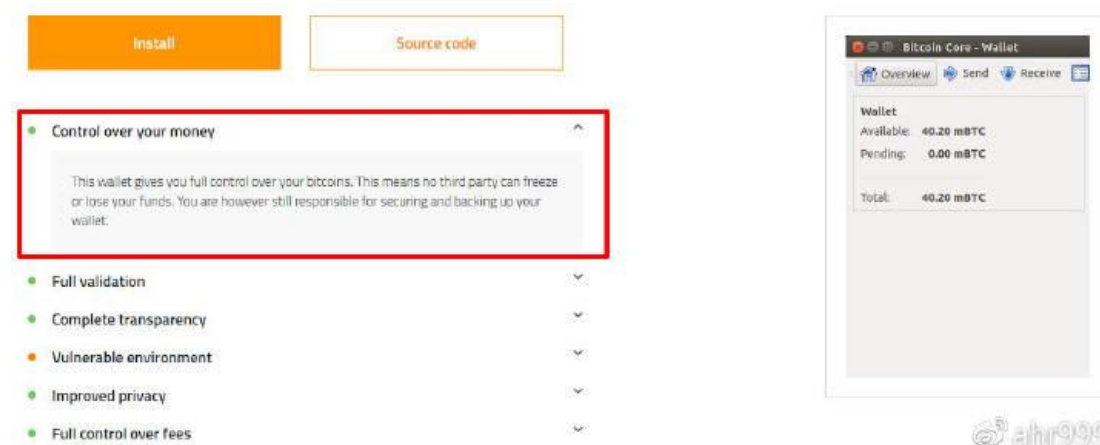 Install
Source code
Control over your money
This wallet gives you full control over your bitcoins. This means no third party can freeze
or lose your funds. You are however still responsible for securing and backing up your
wallet.
Full validation
Complete transparency
Vulnerable environment
Improved privacy
Full control over fees
Bitcoin Core - Wallet
Overview
Send
Receive
Wallet
Available: 40.20 mBTC
Pending: 0.00 mBTC
Total: 40.20 mBTC